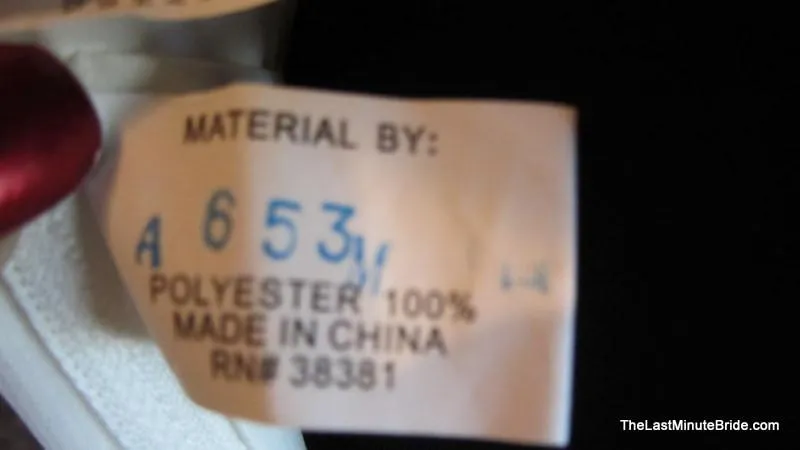 MATERIAL BY:
A 653
POLYESTER 100%
MADE IN CHINA
RN# 38381
TheLastMinuteBride.com